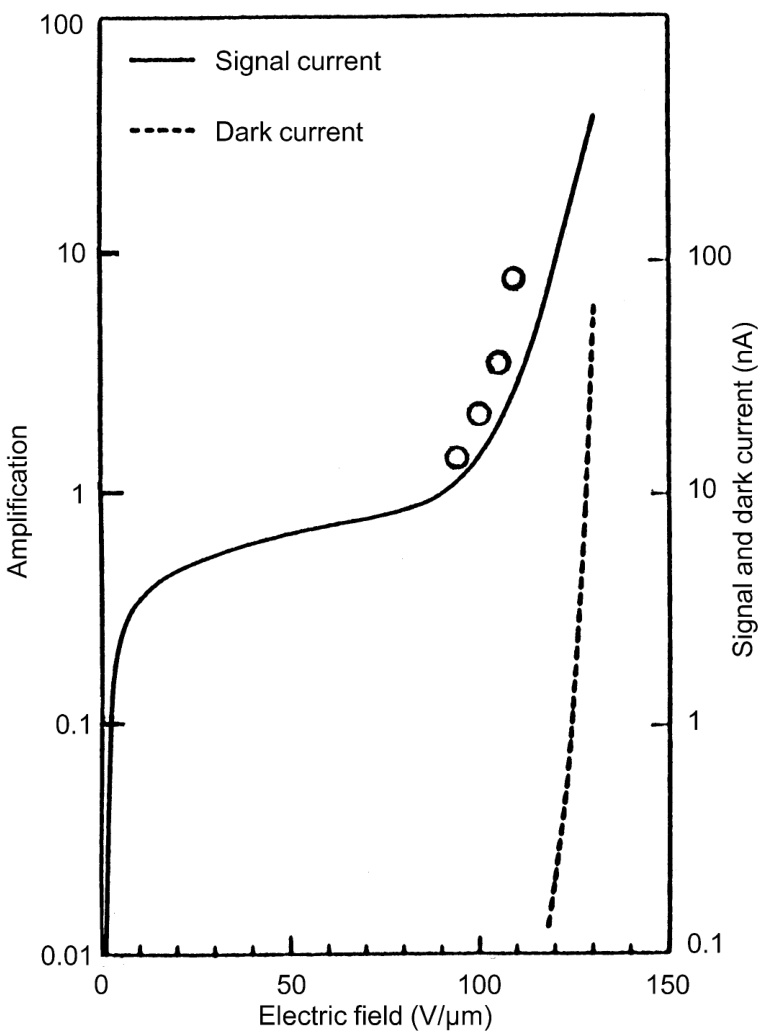 100
Signal current
Dark current
10
100
Amplification
Signal and dark current (nA)
1
10
0.1
1
0.01
0.1
0
50
100
150
Electric field (V/μm)